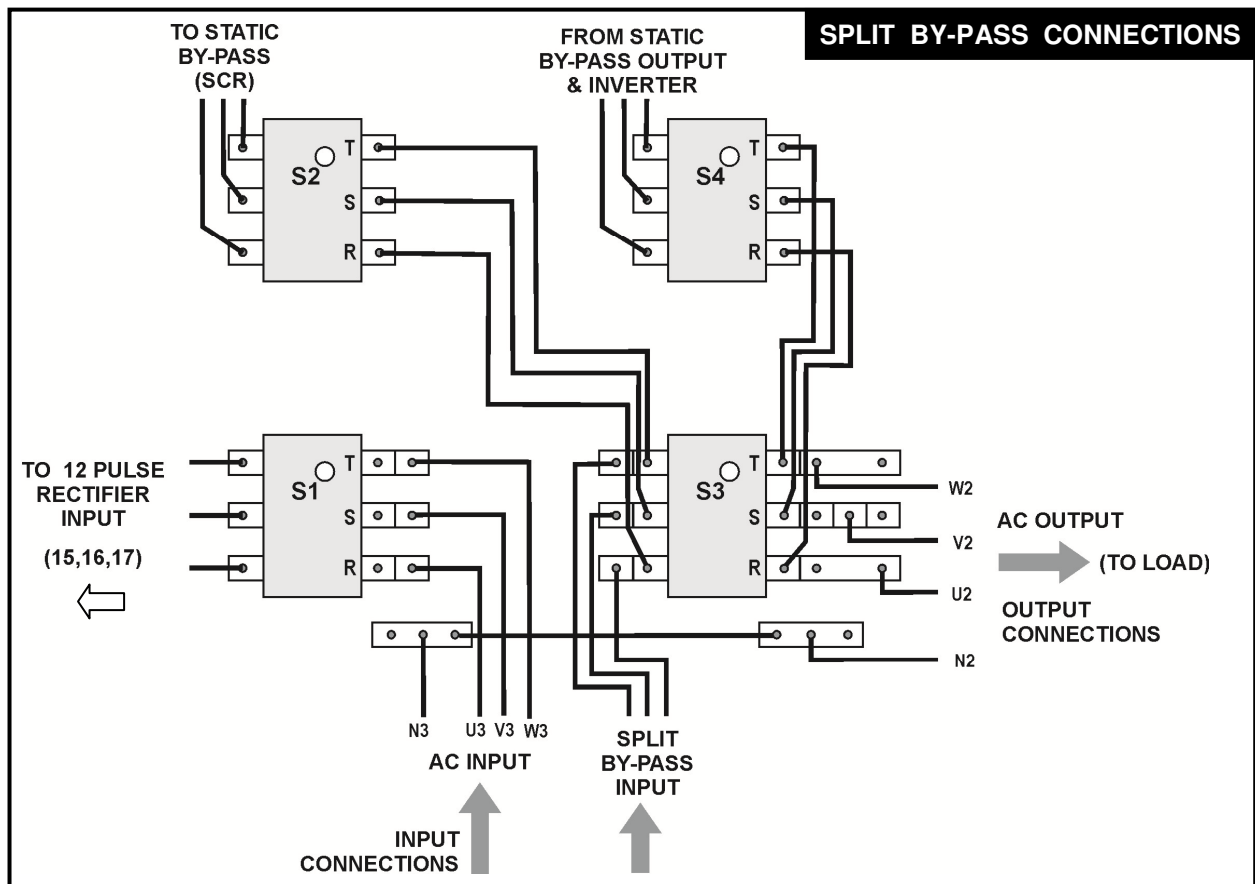 SPLIT BY-PASS CONNECTIONS
TO STATIC
BY-PASS
(SCR)
FROM STATIC
BY-PASS OUTPUT
& INVERTER
S2
T
S
R
S4
T
S
R
TO 12 PULSE
RECTIFIER
INPUT
(15,16,17)
S1
T
S
R
S3
T
S
R
W2
V2
U2
N2
AC OUTPUT
(TO LOAD)
OUTPUT
CONNECTIONS
N3
U3
V3
W3
AC INPUT
SPLIT
BY-PASS
INPUT
INPUT
CONNECTIONS